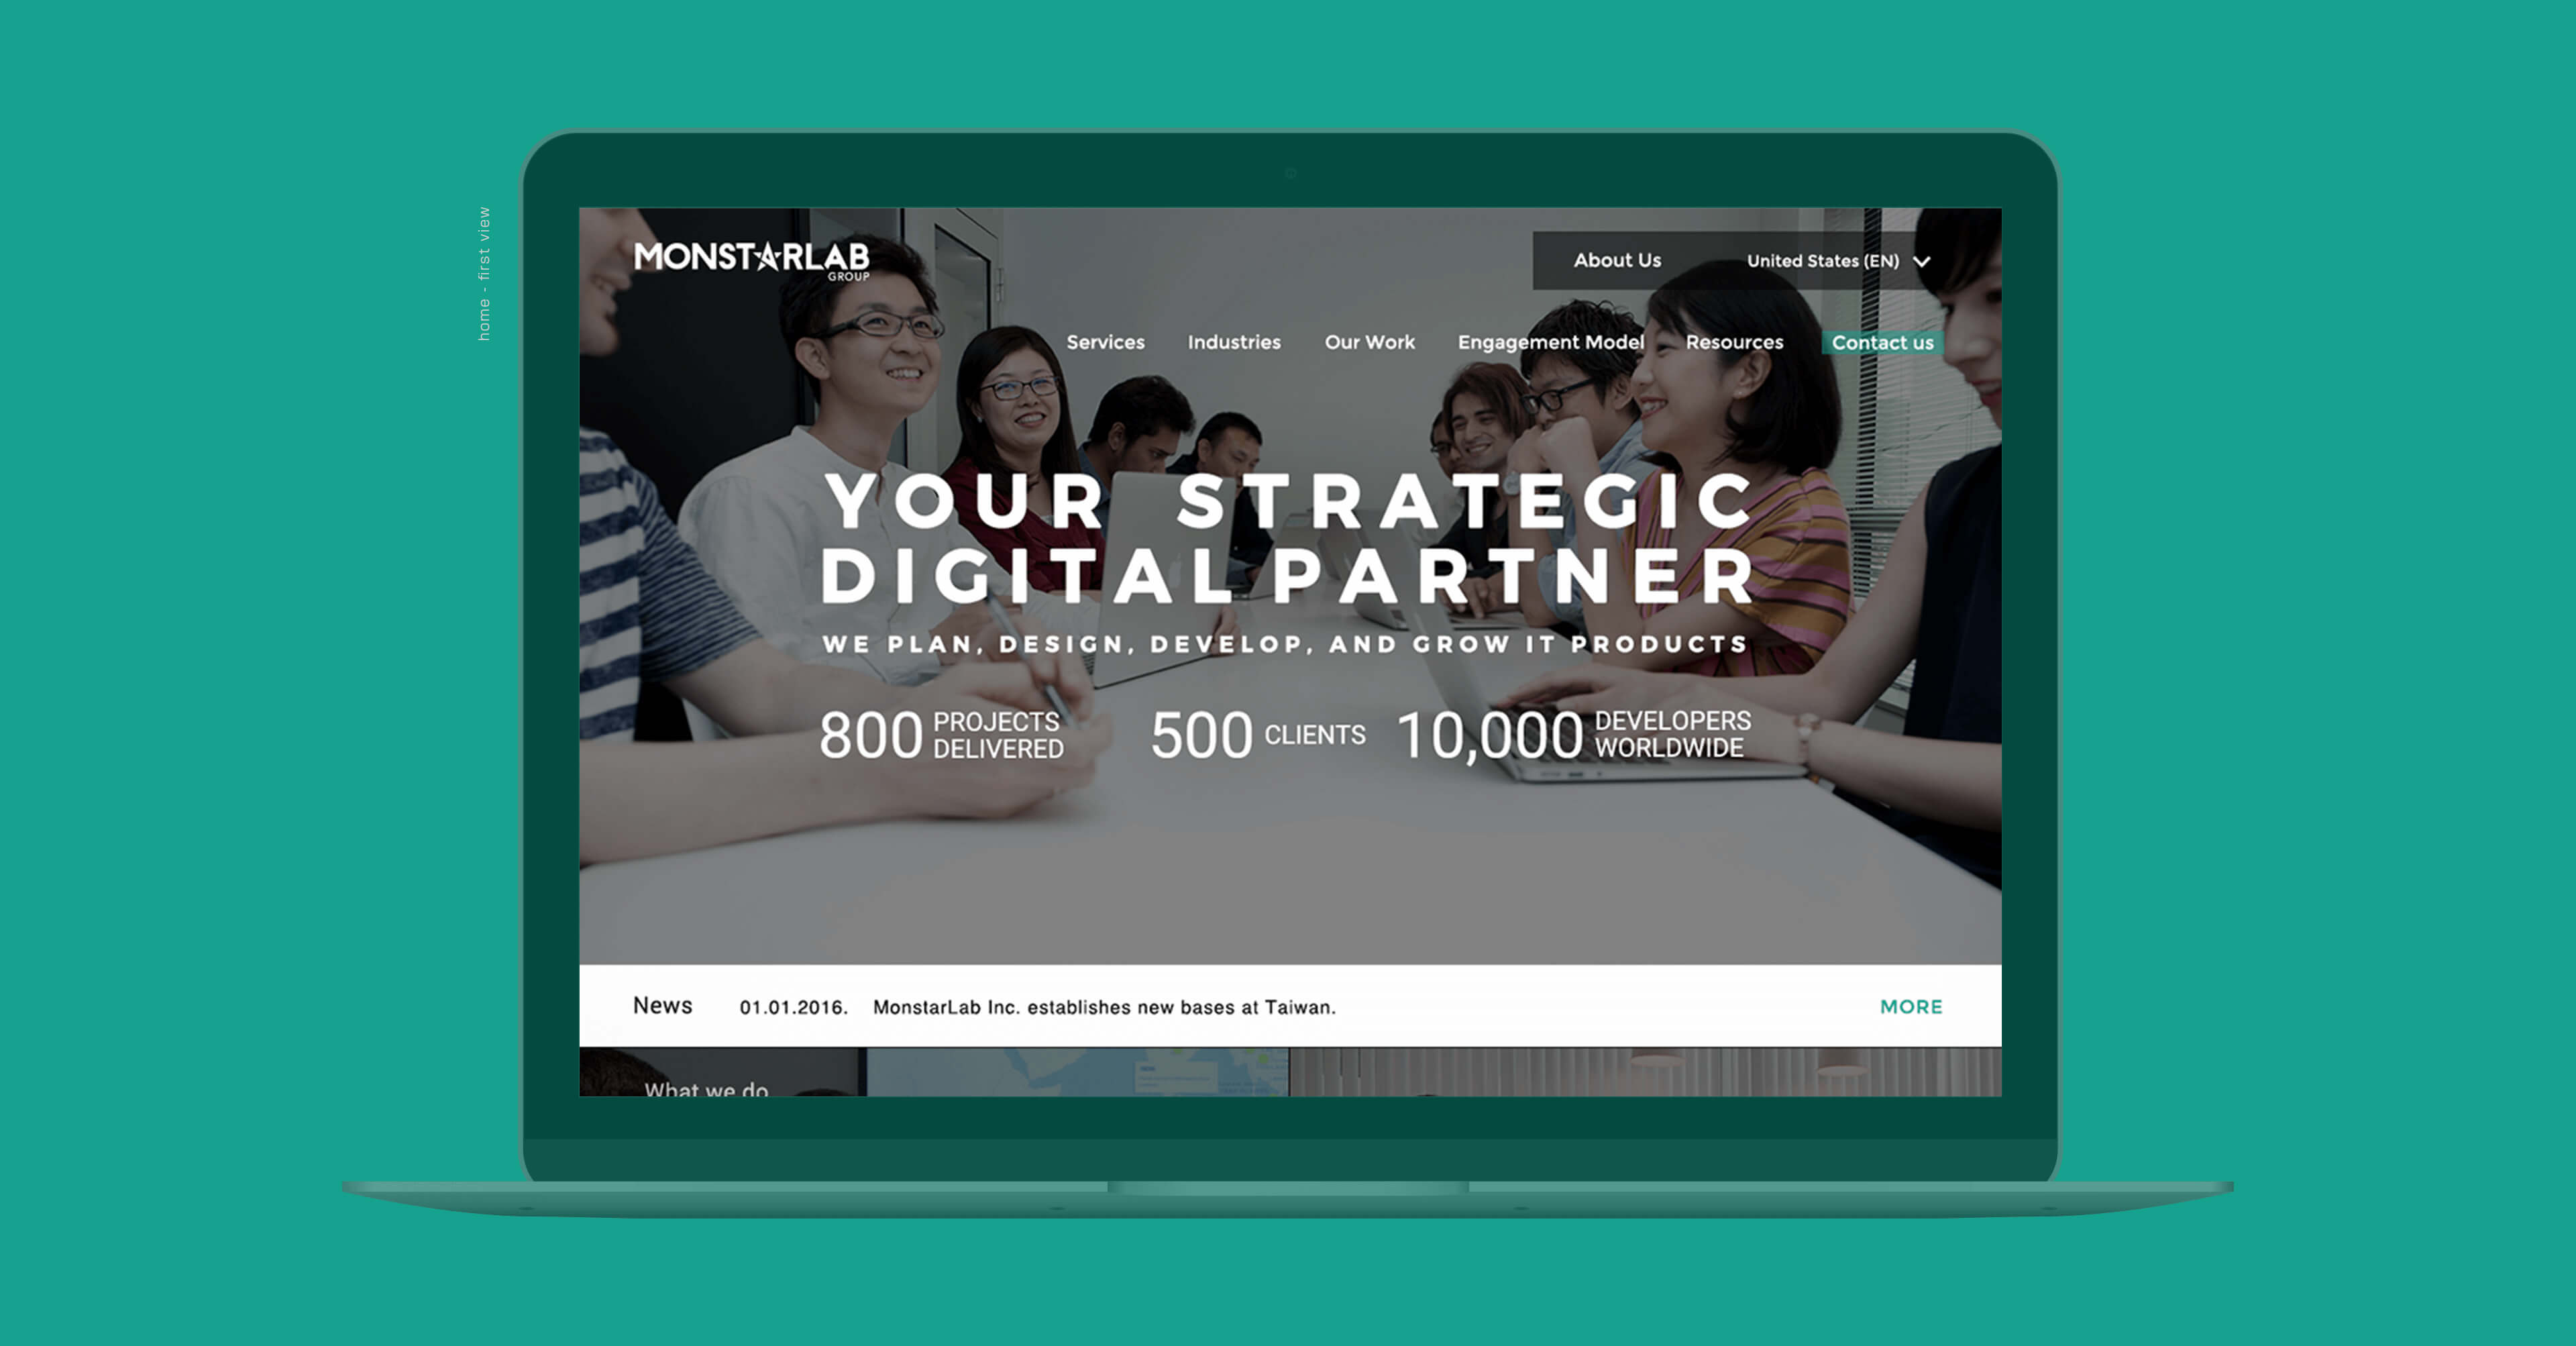 home - first view
MONSTARLAB
GROUP
About Us
United States (EN)
Services
Industries
Our Work
Engagement Model
Resources
Contact us
YOUR STRATEGIC
DIGITAL PARTNER
WE PLAN, DESIGN, DEVELOP, AND GROW IT PRODUCTS
800 PROJECTS
DELIVERED
500 CLIENTS
10,000 DEVELOPERS
WORLDWIDE
News
01.01.2016.
MonstarLab Inc. establishes new bases at Taiwan.
MORE
What we do